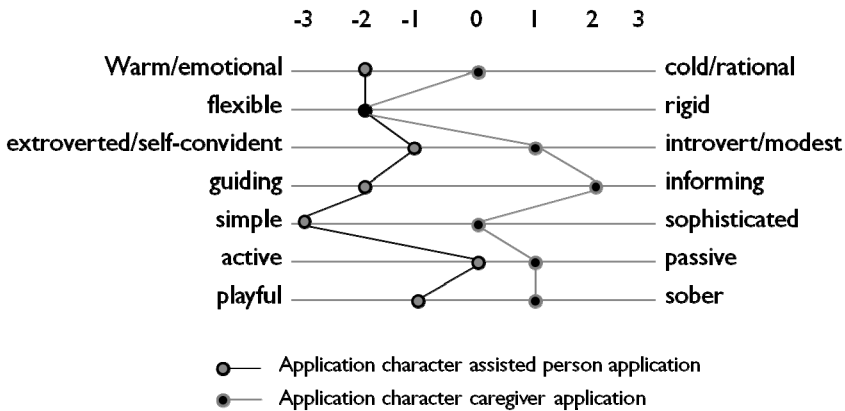 -3 -2 -1 0 1 2 3
Warm/emotional cold/rational
flexible rigid
extroverted/self-convident introvert/modest
guiding informing
simple sophisticated
active passive
playful sober
Application character assisted person application
Application character caregiver application